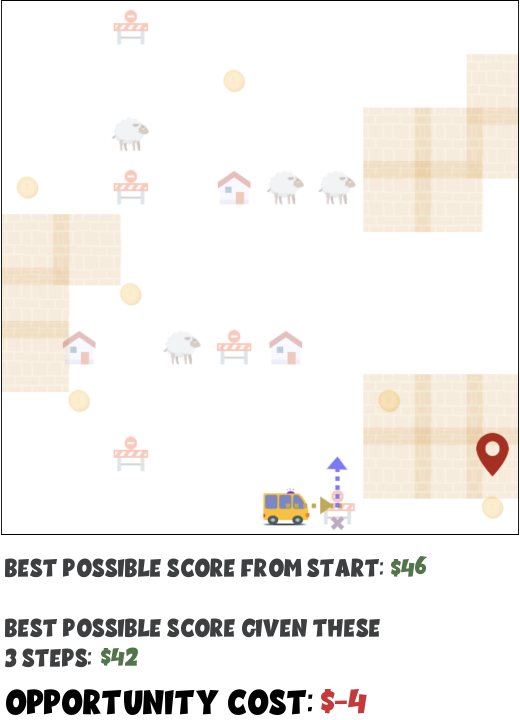 BEST POSSIBLE SCORE FROM START: $46
BEST POSSIBLE SCORE GIVEN THESE
3 STEPS: $42
OPPORTUNITY COST: $-4